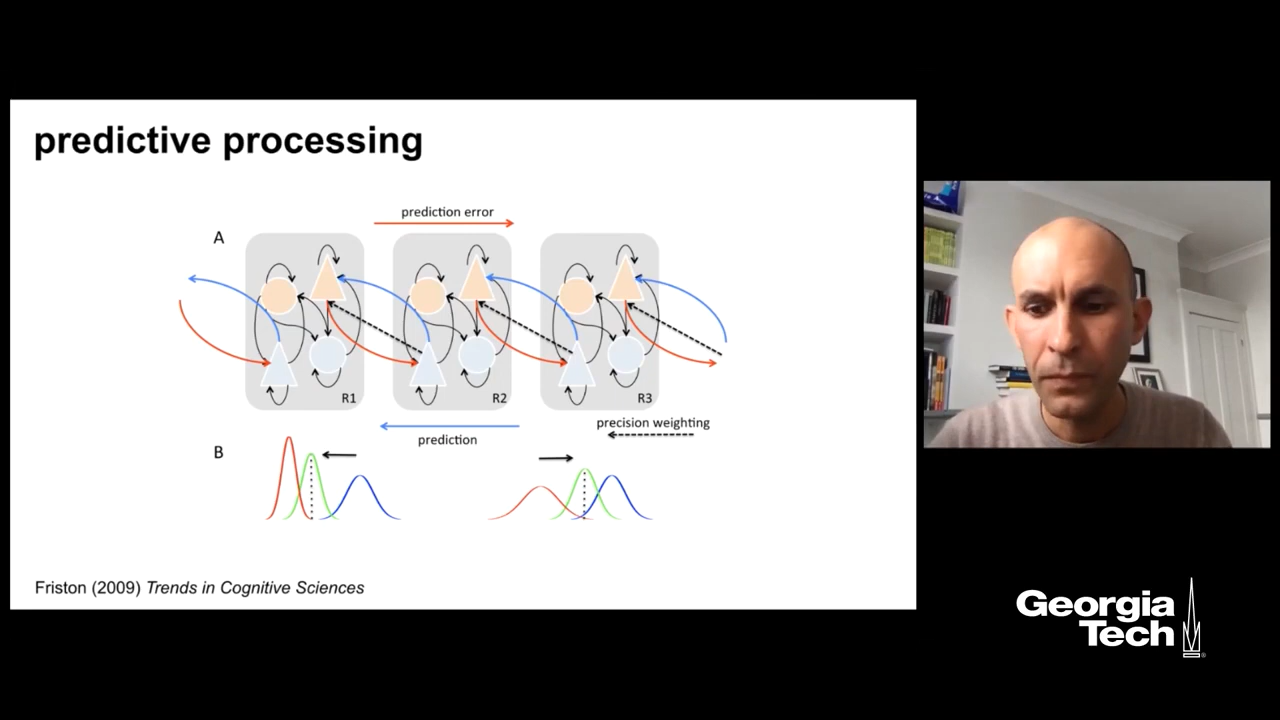 predictive processing
prediction error
A
R1
R2
R3
prediction
precision weighting
B
Friston (2009) Trends in Cognitive Sciences
Georgia
Tech